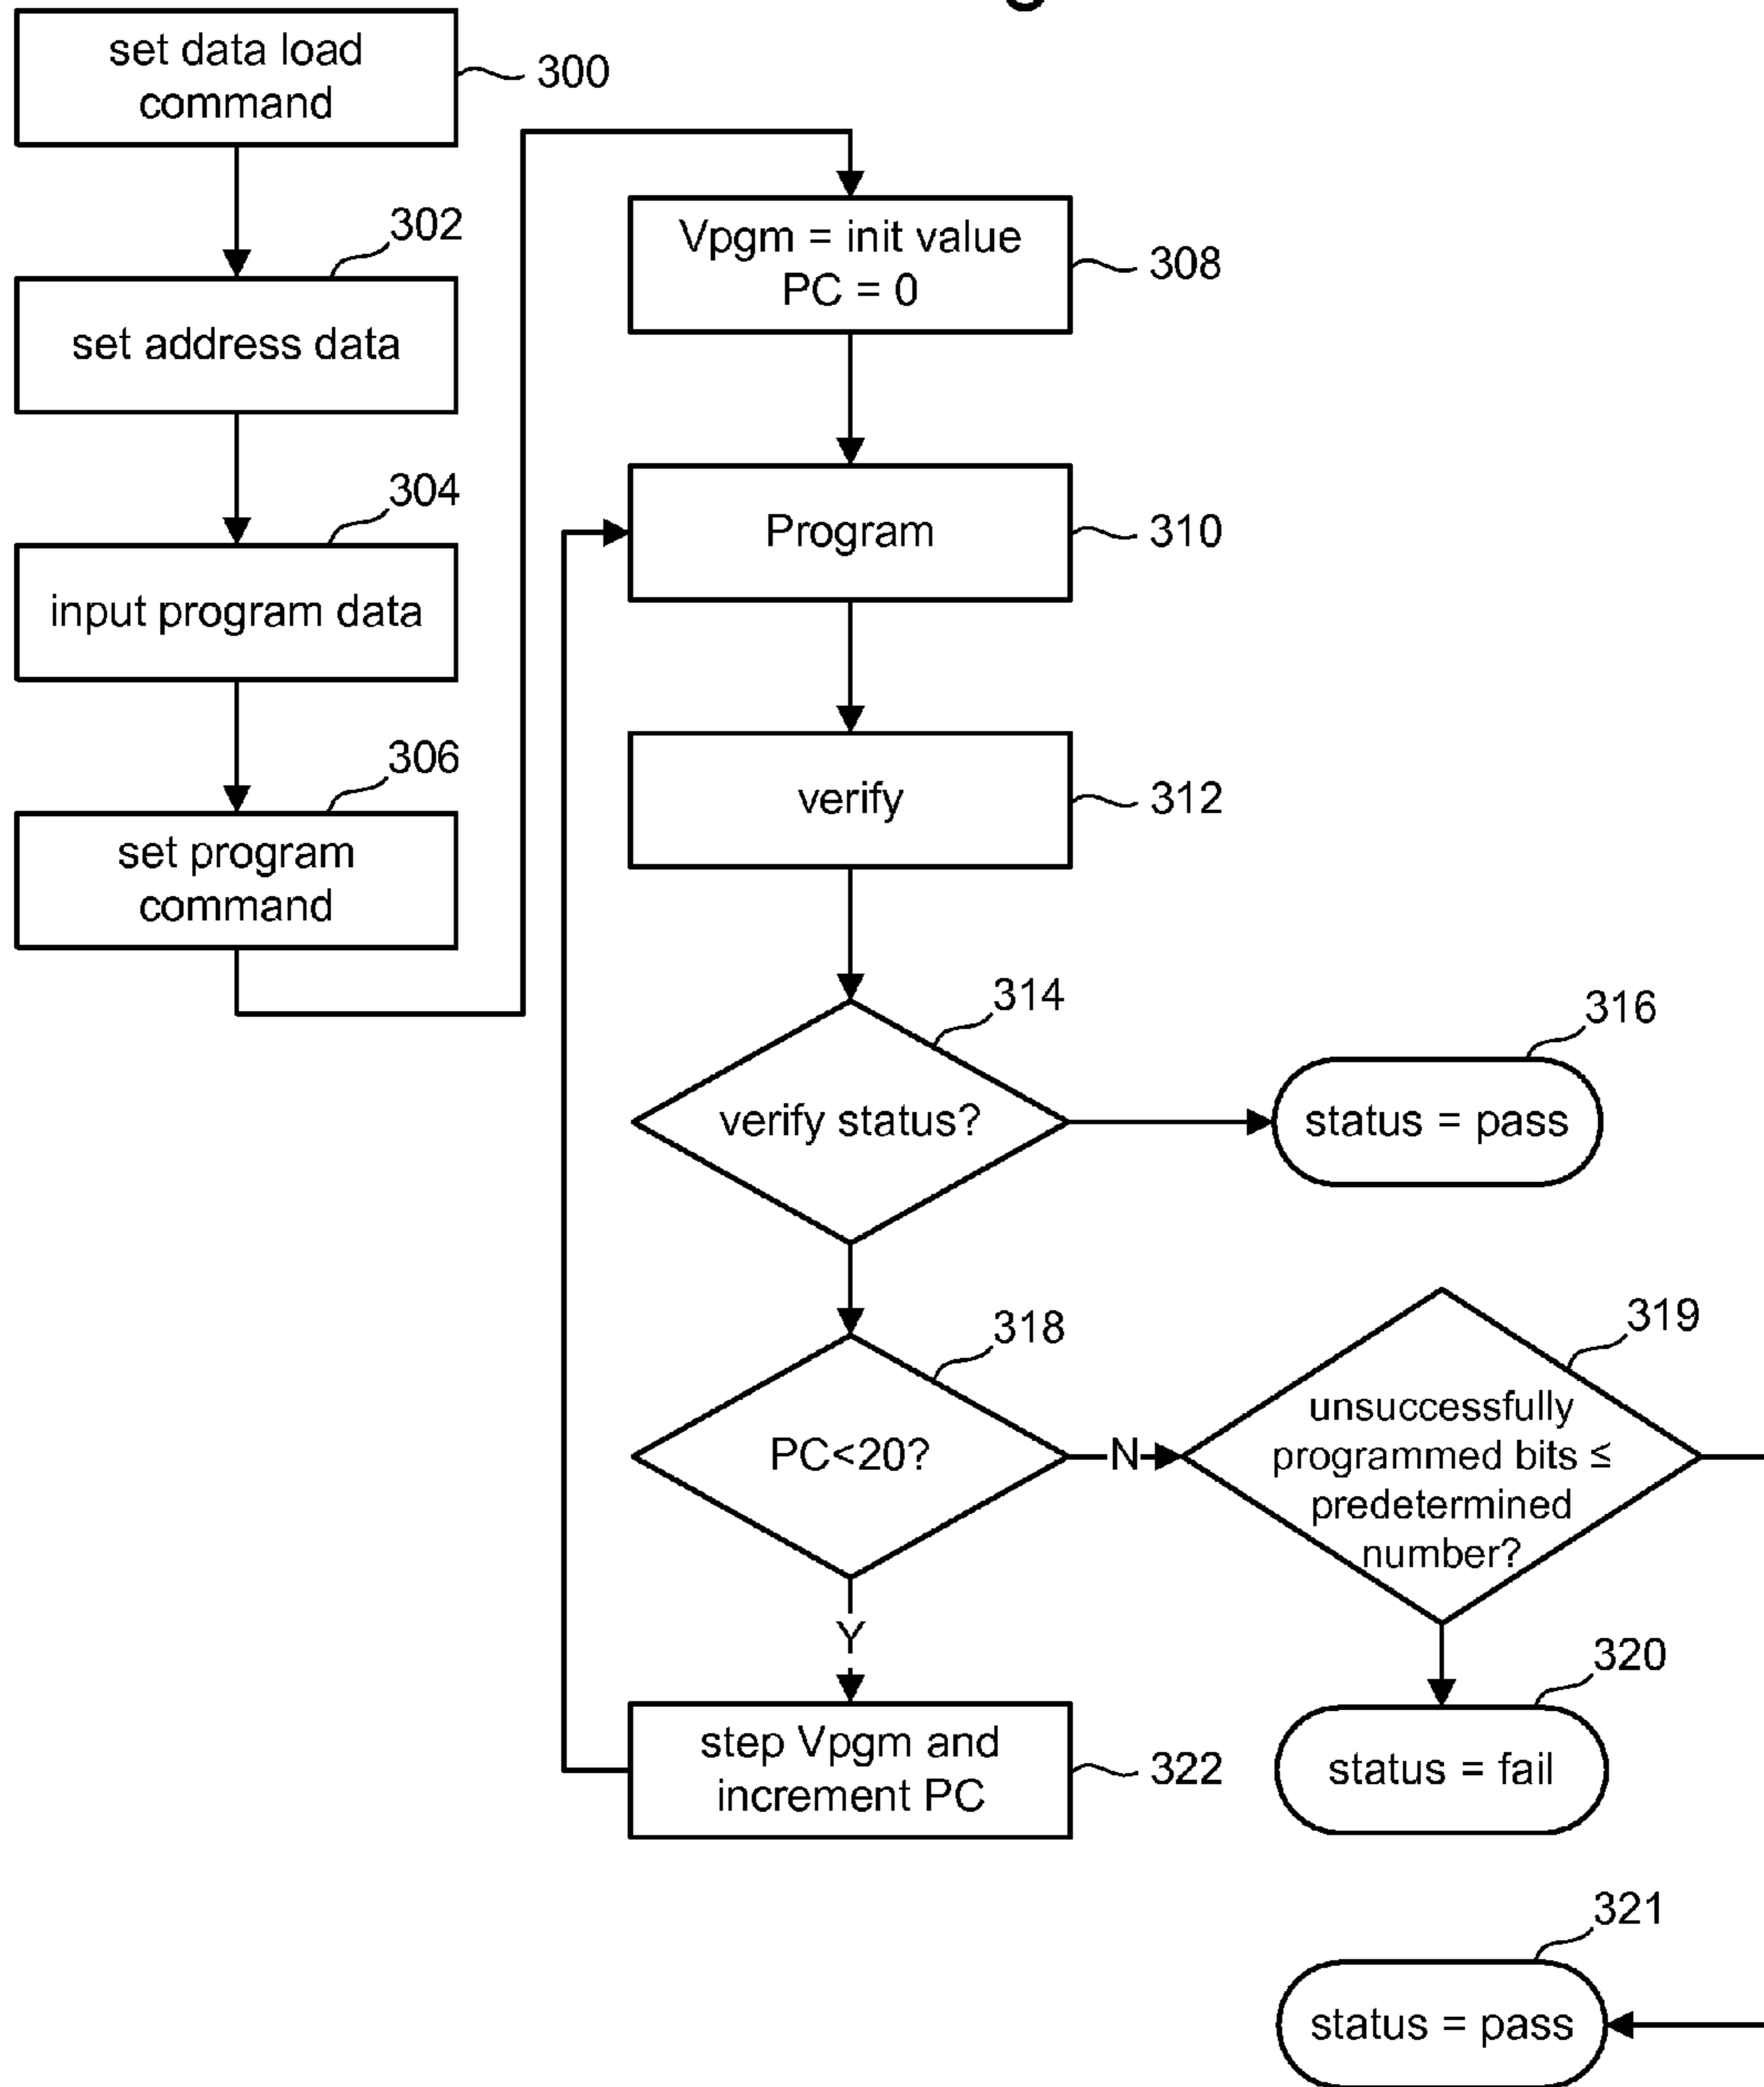 set data load
command
300
302
set address data
304
input program data
306
set program
command
Vpgm = init value
PC = 0
308
Program
310
verify
312
314
verify status?
316
status = pass
318
PC<20?
N
319
unsuccessfully
programmed bits ≤
predetermined
number?
Y
320
status = fail
step Vpgm and
increment PC
322
321
status = pass